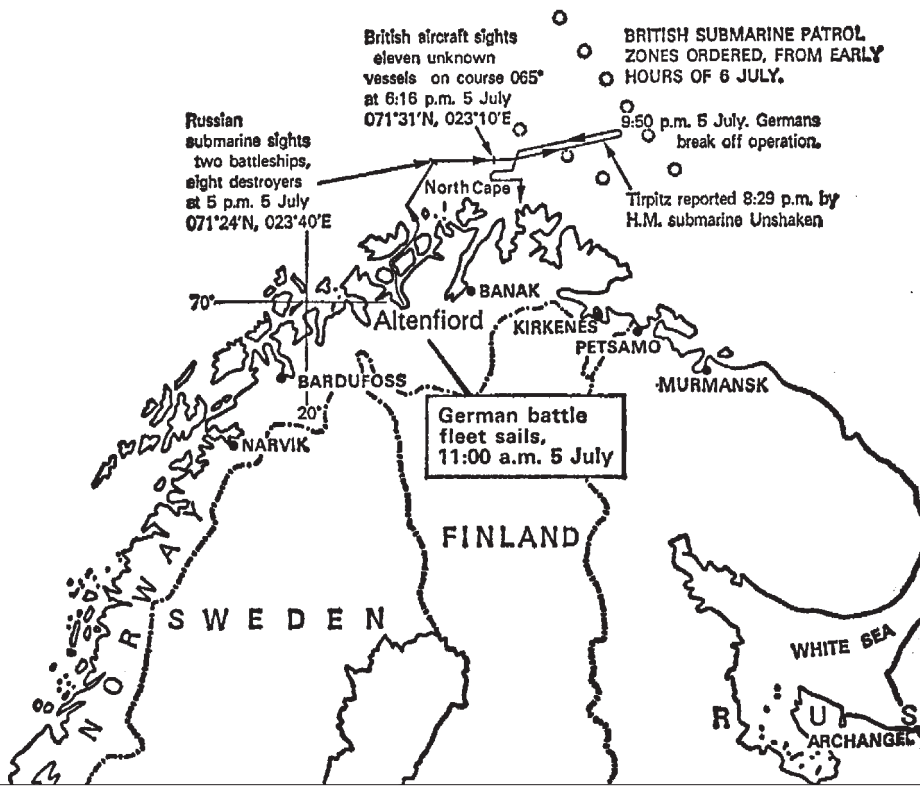 British aircraft sights
eleven unknown
vessels on course 065°
at 6:16 p.m. 5 July
071°31'N, 023°10'E
BRITISH SUBMARINE PATROL
ZONES ORDERED, FROM EARLY
HOURS OF 6 JULY.
Russian
submarine sights
two battleships,
eight destroyers
at 5 p.m. 5 July
071°24'N, 023°40'E
9:50 p.m. 5 July. Germans
break off operation.
North Cape
Tirpitz reported 8:29 p.m. by
H.M. submarine Unshaken
70°
BANAK
Altenfiord
KIRKENES
PETSAMO
MURMANSK
BARDUFOSS
20°
German battle
fleet sails,
11:00 a.m. 5 July
NARVIK
FINLAND
NORWAY
SWEDEN
WHITE SEA
R U S
ARCHANGEL